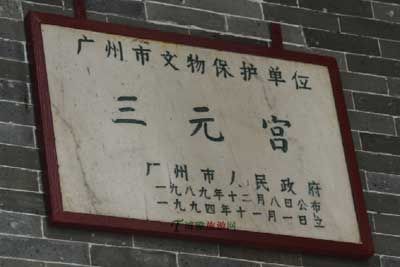 广州市文物保护单位
三元宫
广州市人民政府
一九八九年十二月八日公布
一九九四年十一月一日立